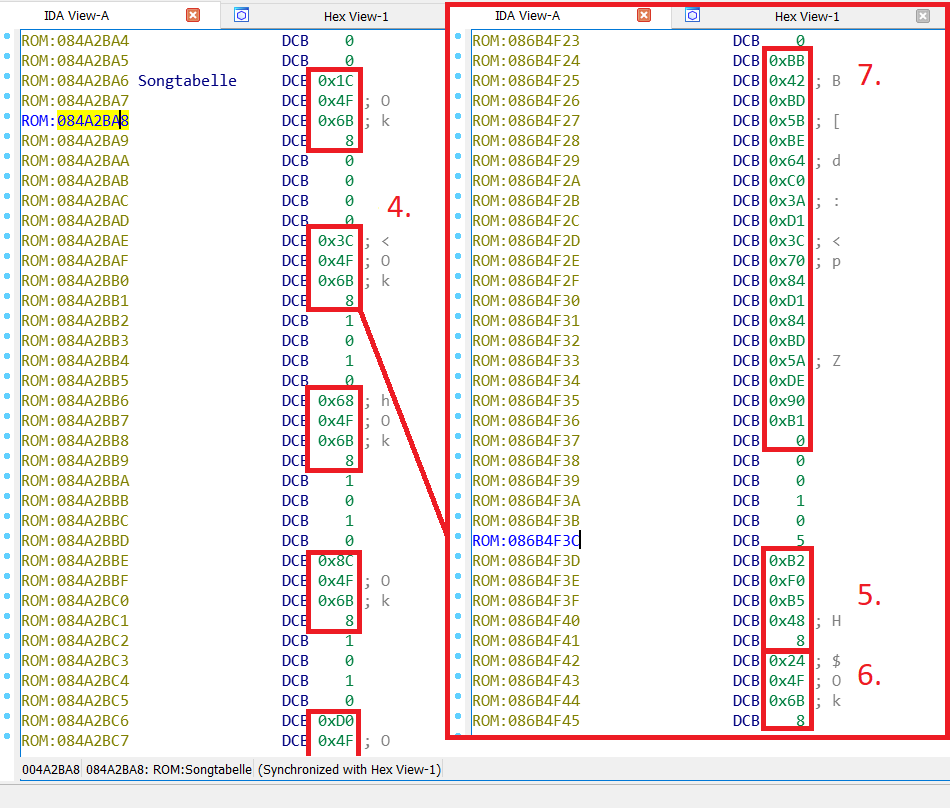 IDA View-A Hex View-1
ROM:084A2BA4 DCB 0
ROM:084A2BA5 DCB 0
ROM:084A2BA6 Songtabelle DCB 0x1C
ROM:084A2BA7 DCB 0x4F ; O
ROM:084A2BA8 DCB 0x6B ; k
ROM:084A2BA9 DCB 8
ROM:084A2BAA DCB 0
ROM:084A2BAB DCB 0
ROM:084A2BAC DCB 0
ROM:084A2BAD DCB 0
4.
ROM:084A2BAE DCB 0x3C ; <
ROM:084A2BAF DCB 0x4F ; O
ROM:084A2BB0 DCB 0x6B ; k
ROM:084A2BB1 DCB 8
ROM:084A2BB2 DCB 1
ROM:084A2BB3 DCB 0
ROM:084A2BB4 DCB 1
ROM:084A2BB5 DCB 0
ROM:084A2BB6 DCB 0x68 ; h
ROM:084A2BB7 DCB 0x4F ; O
ROM:084A2BB8 DCB 0x6B ; k
ROM:084A2BB9 DCB 8
ROM:084A2BBA DCB 1
ROM:084A2BBB DCB 0
ROM:084A2BBC DCB 1
ROM:084A2BBD DCB 0
ROM:084A2BBE DCB 0x8C
ROM:084A2BBF DCB 0x4F ; O
ROM:084A2BC0 DCB 0x6B ; k
ROM:084A2BC1 DCB 8
ROM:084A2BC2 DCB 1
ROM:084A2BC3 DCB 0
ROM:084A2BC4 DCB 1
ROM:084A2BC5 DCB 0
ROM:084A2BC6 DCB 0xD0
ROM:084A2BC7 DCB 0x4F ; O
004A2BA8 084A2BA8: ROM:Songtabelle (Synchronized with Hex View-1)
IDA View-A Hex View-1
ROM:086B4F23 DCB 0
ROM:086B4F24 DCB 0xBB
7.
ROM:086B4F25 DCB 0x42 ; B
ROM:086B4F26 DCB 0xBD
ROM:086B4F27 DCB 0x5B ; [
ROM:086B4F28 DCB 0xBE
ROM:086B4F29 DCB 0x64 ; d
ROM:086B4F2A DCB 0xC0
ROM:086B4F2B DCB 0x3A ; :
ROM:086B4F2C DCB 0xD1
ROM:086B4F2D DCB 0x3C ; <
ROM:086B4F2E DCB 0x70 ; p
ROM:086B4F2F DCB 0x84
ROM:086B4F30 DCB 0xD1
ROM:086B4F31 DCB 0x84
ROM:086B4F32 DCB 0xBD
ROM:086B4F33 DCB 0x5A ; Z
ROM:086B4F34 DCB 0xDE
ROM:086B4F35 DCB 0x90
ROM:086B4F36 DCB 0xB1
ROM:086B4F37 DCB 0
ROM:086B4F38 DCB 0
ROM:086B4F39 DCB 0
ROM:086B4F3A DCB 1
ROM:086B4F3B DCB 0
ROM:086B4F3C DCB 5
ROM:086B4F3D DCB 0xB2
ROM:086B4F3E DCB 0xF0
ROM:086B4F3F DCB 0xB5
5.
ROM:086B4F40 DCB 0x48 ; H
ROM:086B4F41 DCB 8
ROM:086B4F42 DCB 0x24 ; $
6.
ROM:086B4F43 DCB 0x4F ; O
ROM:086B4F44 DCB 0x6B ; k
ROM:086B4F45 DCB 8